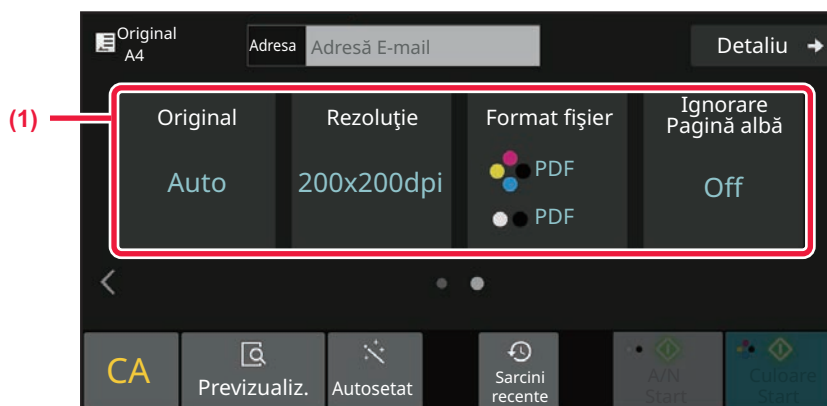 Original
A4
Adresa Adresă E-mail
Detaliu
(1)
Original
Auto
Rezoluţie
200x200dpi
Format fişier
PDF
PDF
Ignorare
Pagină albă
Off
CA
Previzualiz.
Autosetat
Sarcini
recente
A/N
Start
Culoare
Start